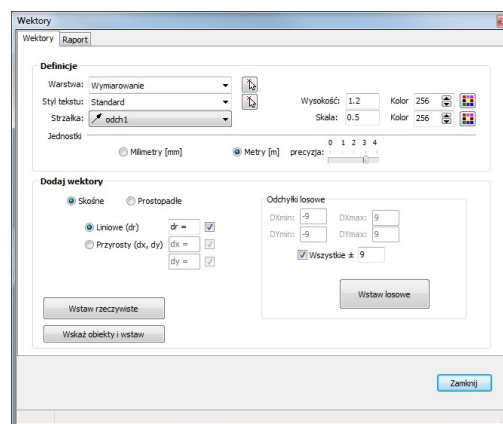 Wektory
Wektory Raport
Definicje
Warstwa: Wymiarowanie
Styl tekstu: Standard Wysokość: 1.2 Kolor 256
Strzałka: odch1 Skala: 0.5 Kolor 256
Jednostki
0 1 2 3 4
Milimetry [mm] Metry [m] precyzja:
Dodaj wektory
Skośne Prostopadłe
Liniowe (dr) dr =
Przyrosty (dx, dy) dx =
dy =
Odchyłki losowe
DXmin: -9 DXmax: 9
DYmin: -9 DYmax: 9
Wszystkie ± 9
Wstaw losowe
Wstaw rzeczywiste
Wskaż obiekty i wstaw
Zamknij